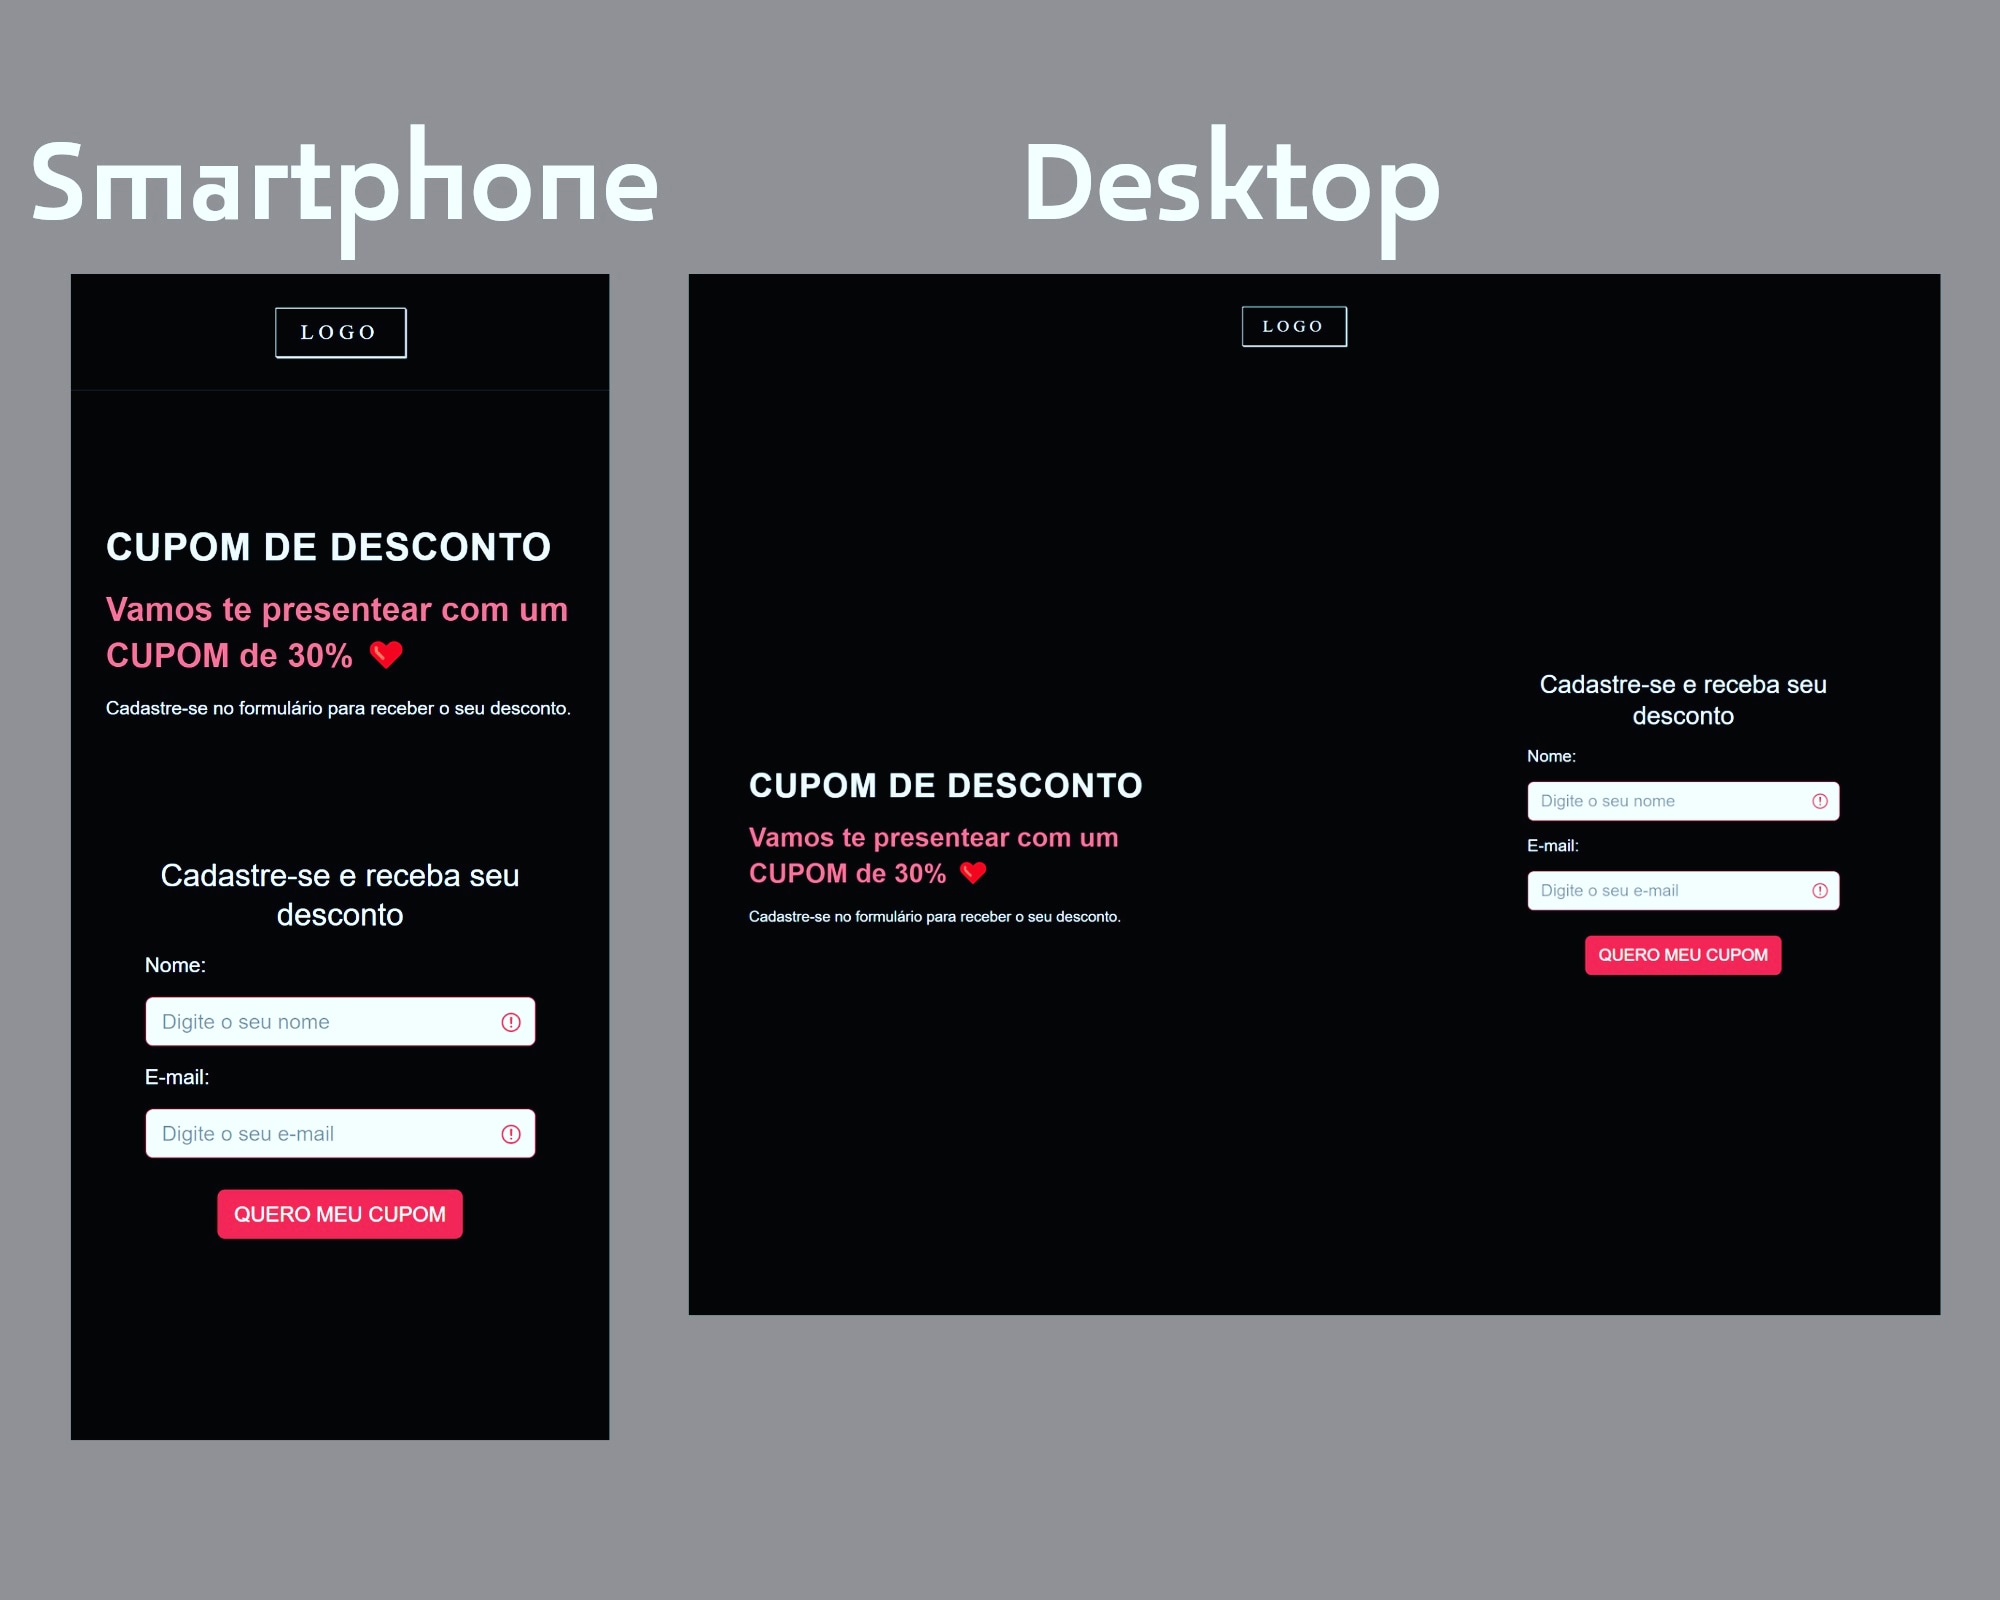 Smartphone
LOGO
CUPOM DE DESCONTO
Vamos te presentear com um
CUPOM de 30% ❤
Cadastre-se no formulário para receber o seu desconto.
Cadastre-se e receba seu
desconto
Nome:
Digite o seu nome
E-mail:
Digite o seu e-mail
QUERO MEU CUPOM
Desktop
LOGO
CUPOM DE DESCONTO
Vamos te presentear com um
CUPOM de 30% ❤
Cadastre-se no formulário para receber o seu desconto.
Cadastre-se e receba seu
desconto
Nome:
Digite o seu nome
E-mail:
Digite o seu e-mail
QUERO MEU CUPOM